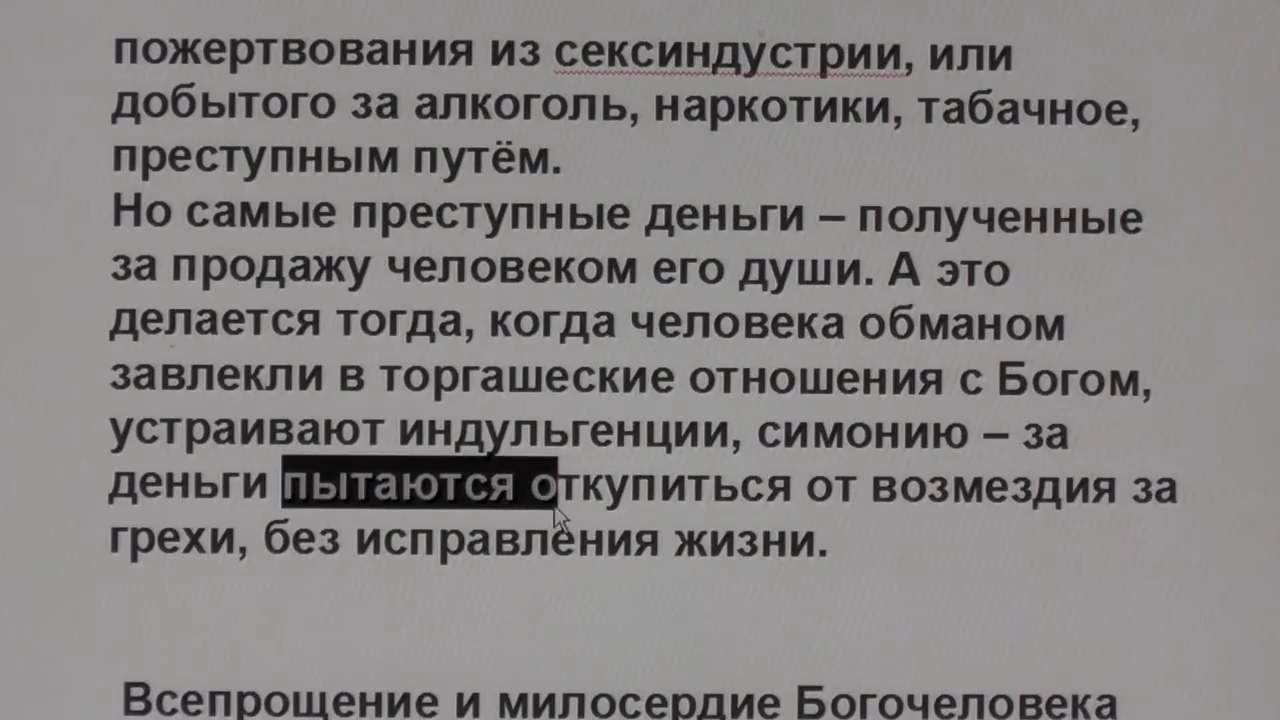 пожертвования из сексиндустрии, или
добытого за алкоголь, наркотики, табачное,
преступным путём.
Но самые преступные деньги – полученные
за продажу человеком его души. А это
делается тогда, когда человека обманом
завлекли в торгашеские отношения с Богом,
устраивают индульгенции, симонию – за
деньги пытаются откупиться от возмездия за
грехи, без исправления жизни.
Всепрощение и милосердие Богочеловека